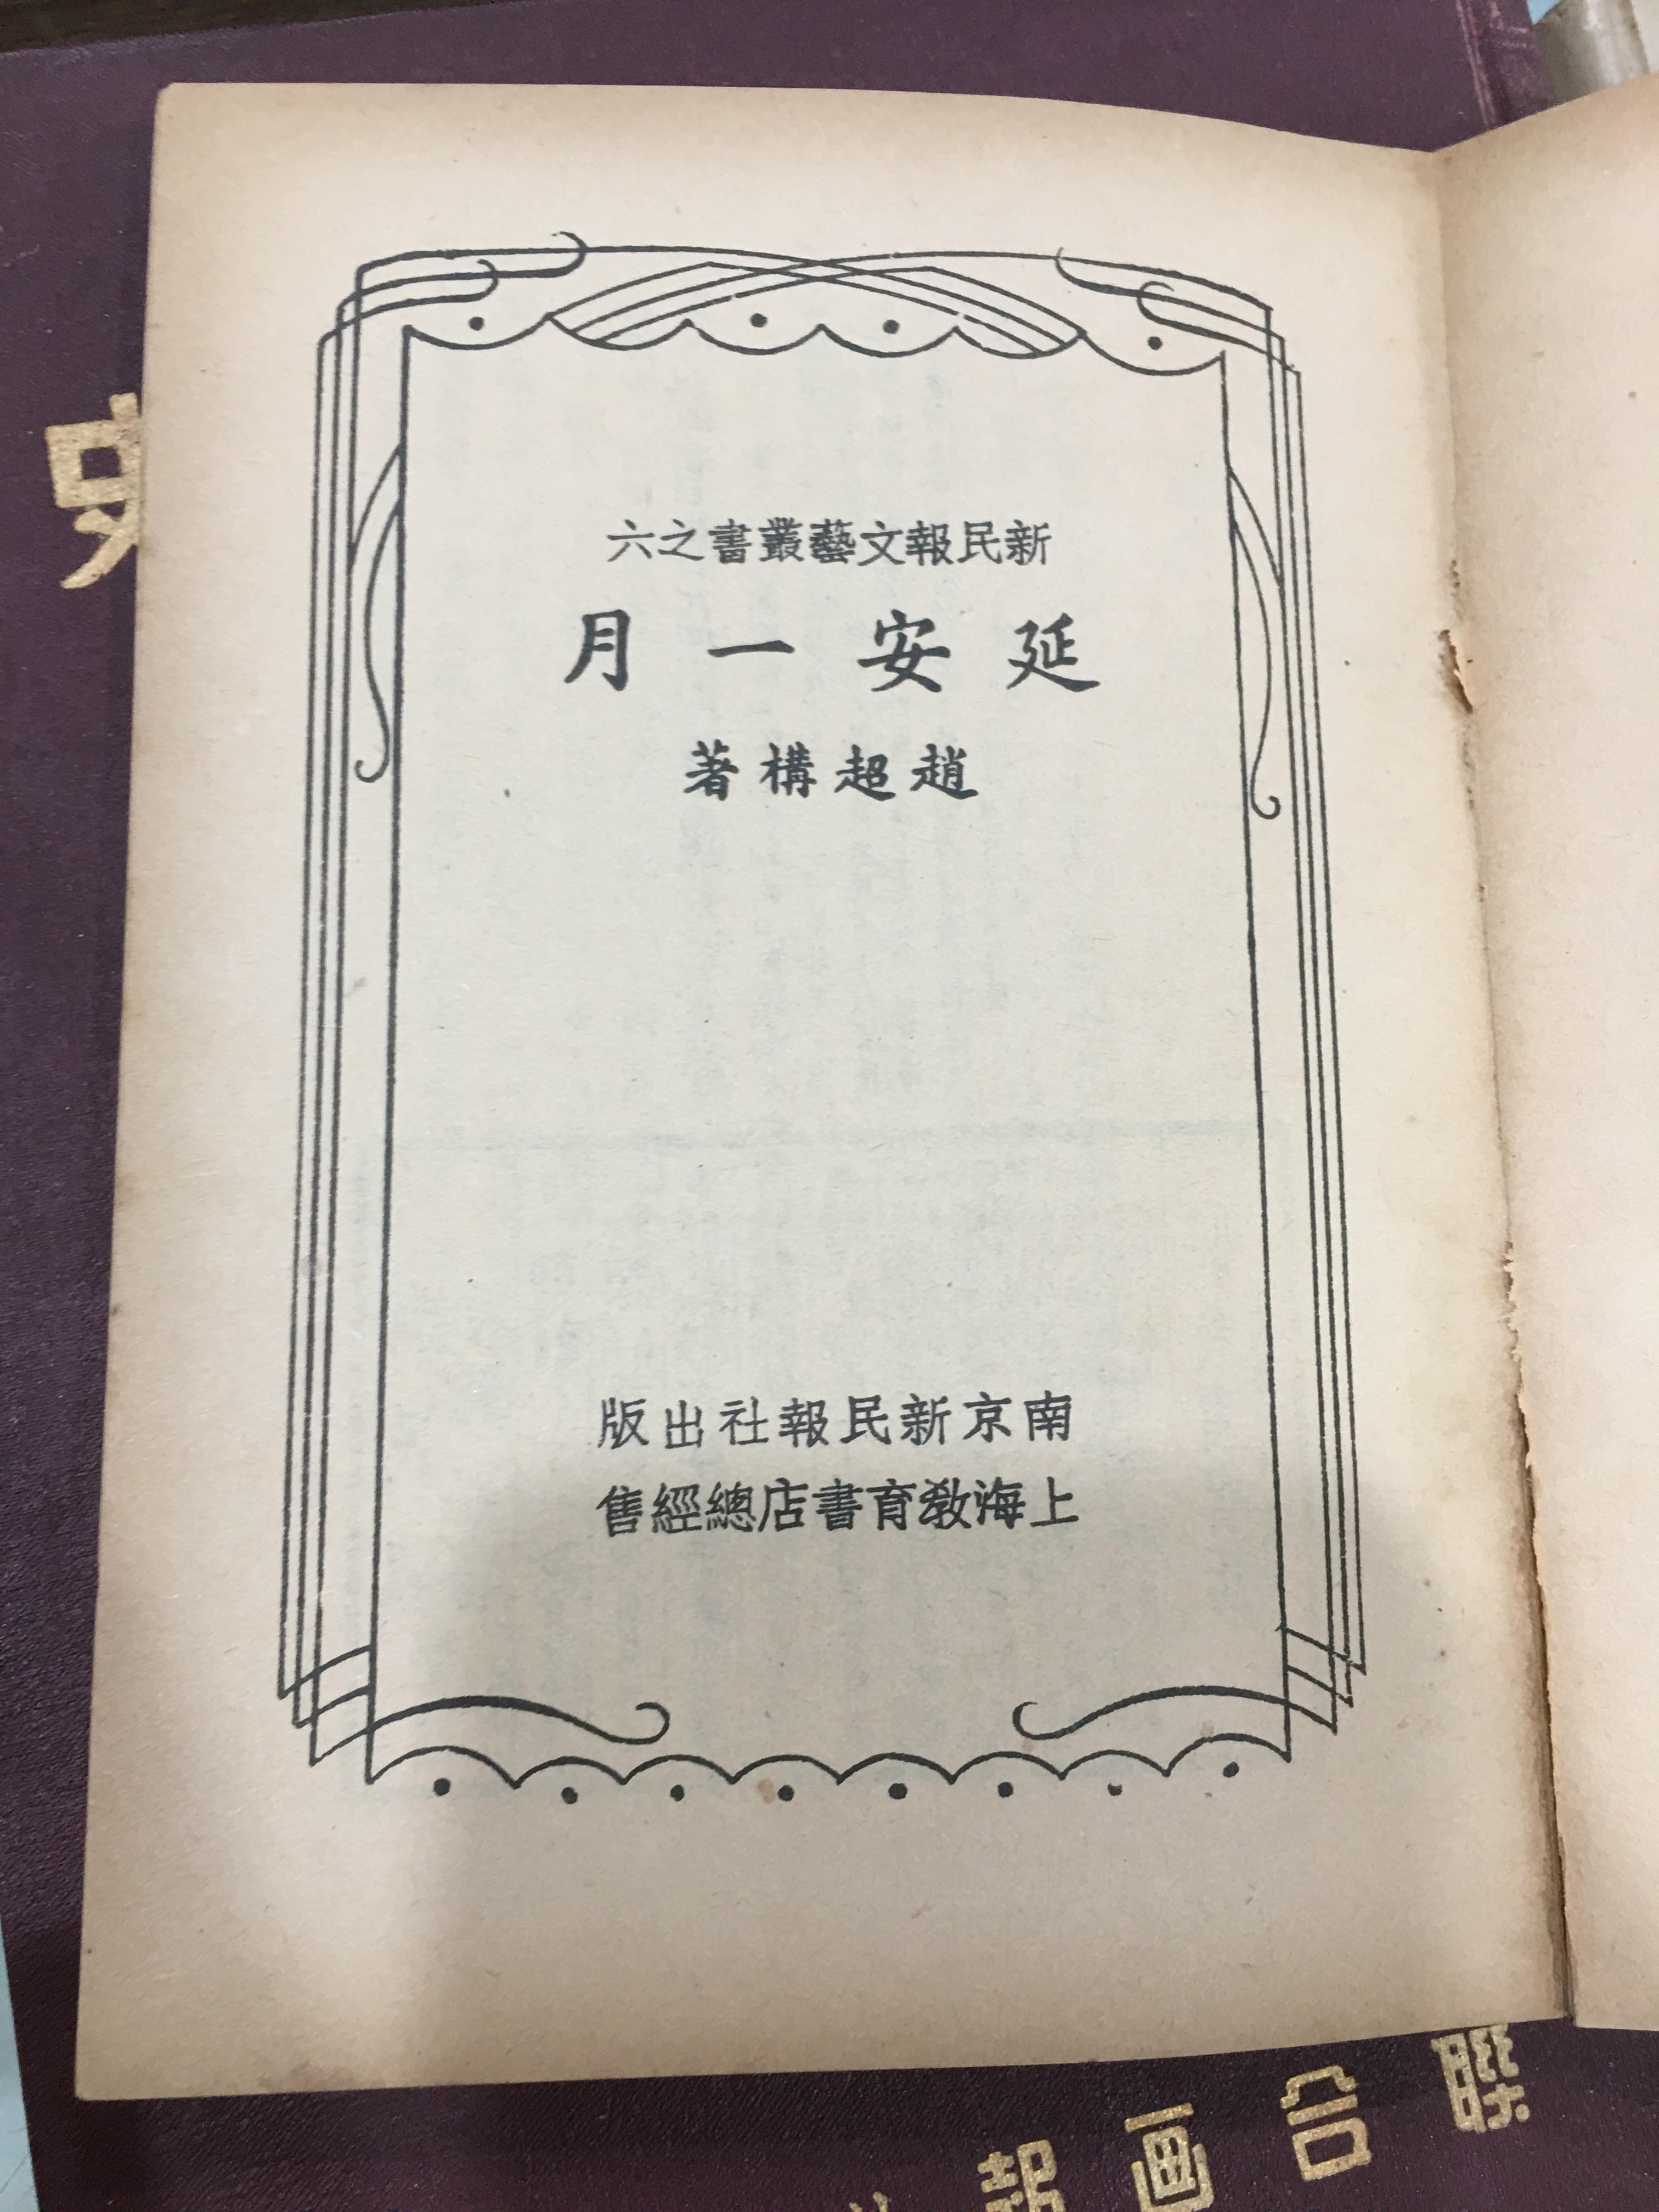 新民報文藝叢書之六
延安一月
趙超構著
南京新民報社出版
上海教育書店總經售
聯合画報